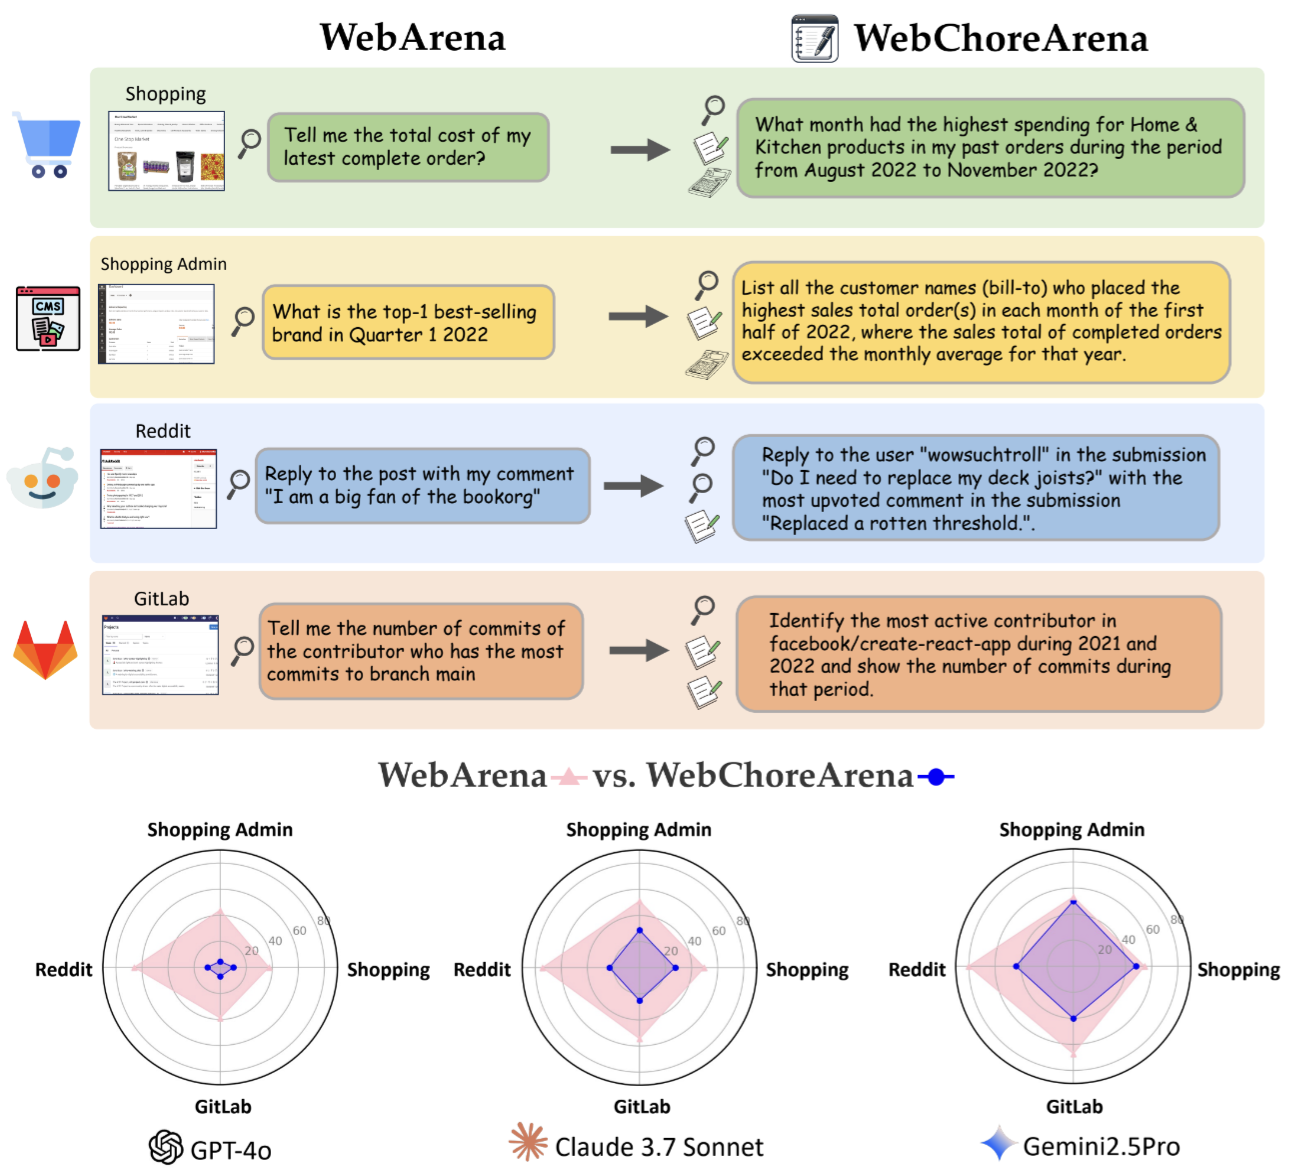 WebArena
WebChoreArena
Shopping
Tell me the total cost of my
latest complete order?
What month had the highest spending for Home &
Kitchen products in my past orders during the period
from August 2022 to November 2022?
Shopping Admin
CMS
What is the top-1 best-selling
brand in Quarter 1 2022
List all the customer names (bill-to) who placed the
highest sales total order(s) in each month of the first
half of 2022, where the sales total of completed orders
exceeded the monthly average for that year.
Reddit
Reply to the post with my comment
"I am a big fan of the bookorg"
Reply to the user "wowsuchtroll" in the submission
"Do I need to replace my deck joists?" with the
most upvoted comment in the submission
"Replaced a rotten threshold.".
GitLab
Projects
Tell me the number of commits of
the contributor who has the most
commits to branch main
Identify the most active contributor in
facebook/create-react-app during 2021 and
2022 and show the number of commits during
that period.
WebArena vs. WebChoreArena
Shopping Admin
80
60
40
20
Reddit
Shopping
GitLab
GPT-4o
Shopping Admin
80
60
40
20
Reddit
Shopping
GitLab
Claude 3.7 Sonnet
Shopping Admin
80
60
40
20
Reddit
Shopping
GitLab
Gemini2.5Pro